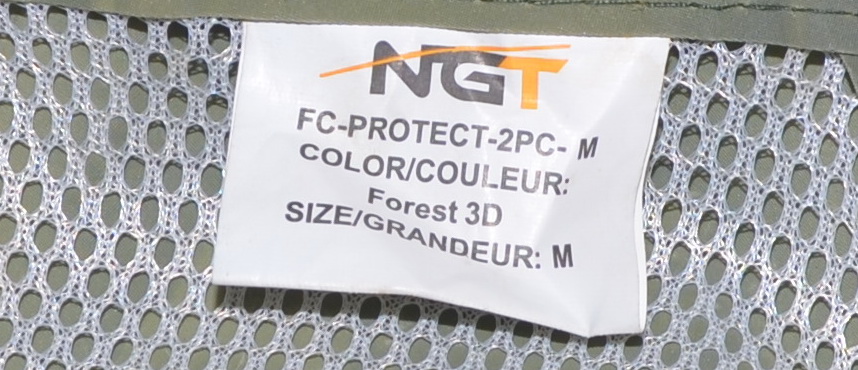 NGT
FC-PROTECT-2PC- M
COLOR/COULEUR:
Forest 3D
SIZE/GRANDEUR: M